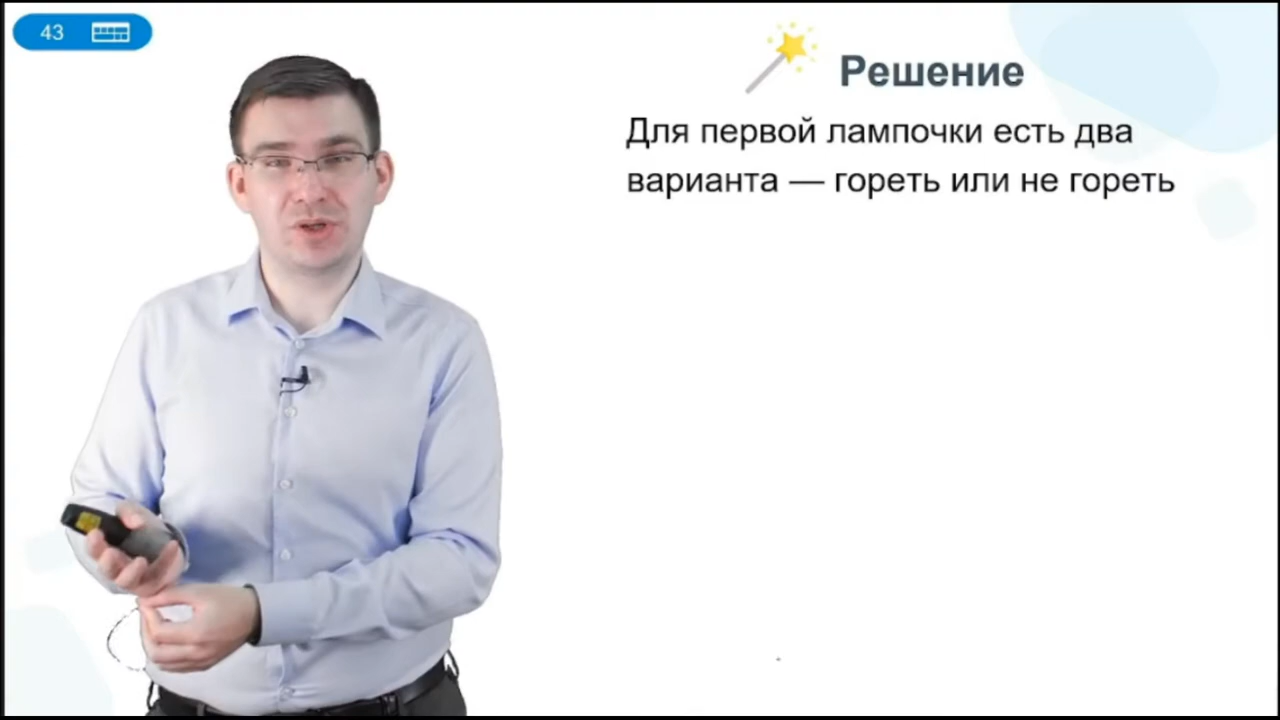 43
Решение
Для первой лампочки есть два
варианта — гореть или не гореть